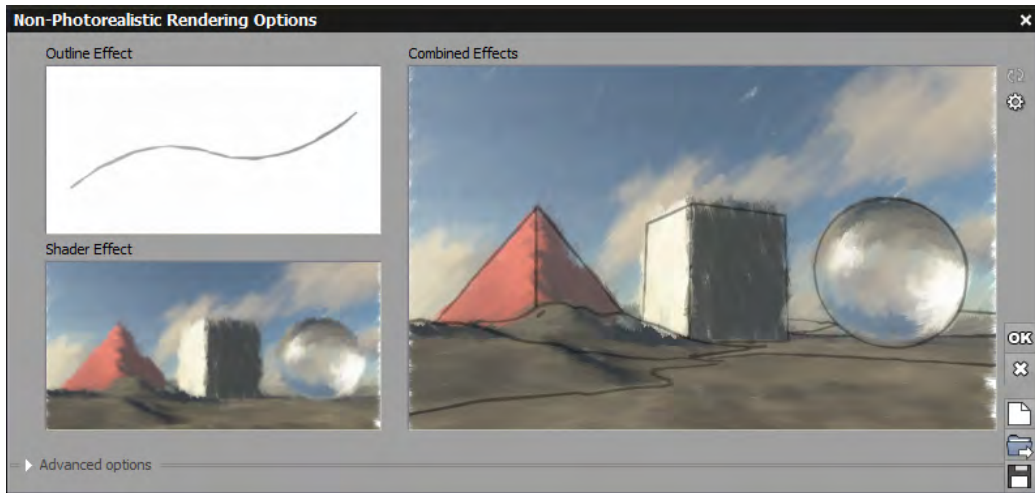 Non-Photorealistic Rendering Options
Outline Effect
Combined Effects
Shader Effect
OK
Advanced options